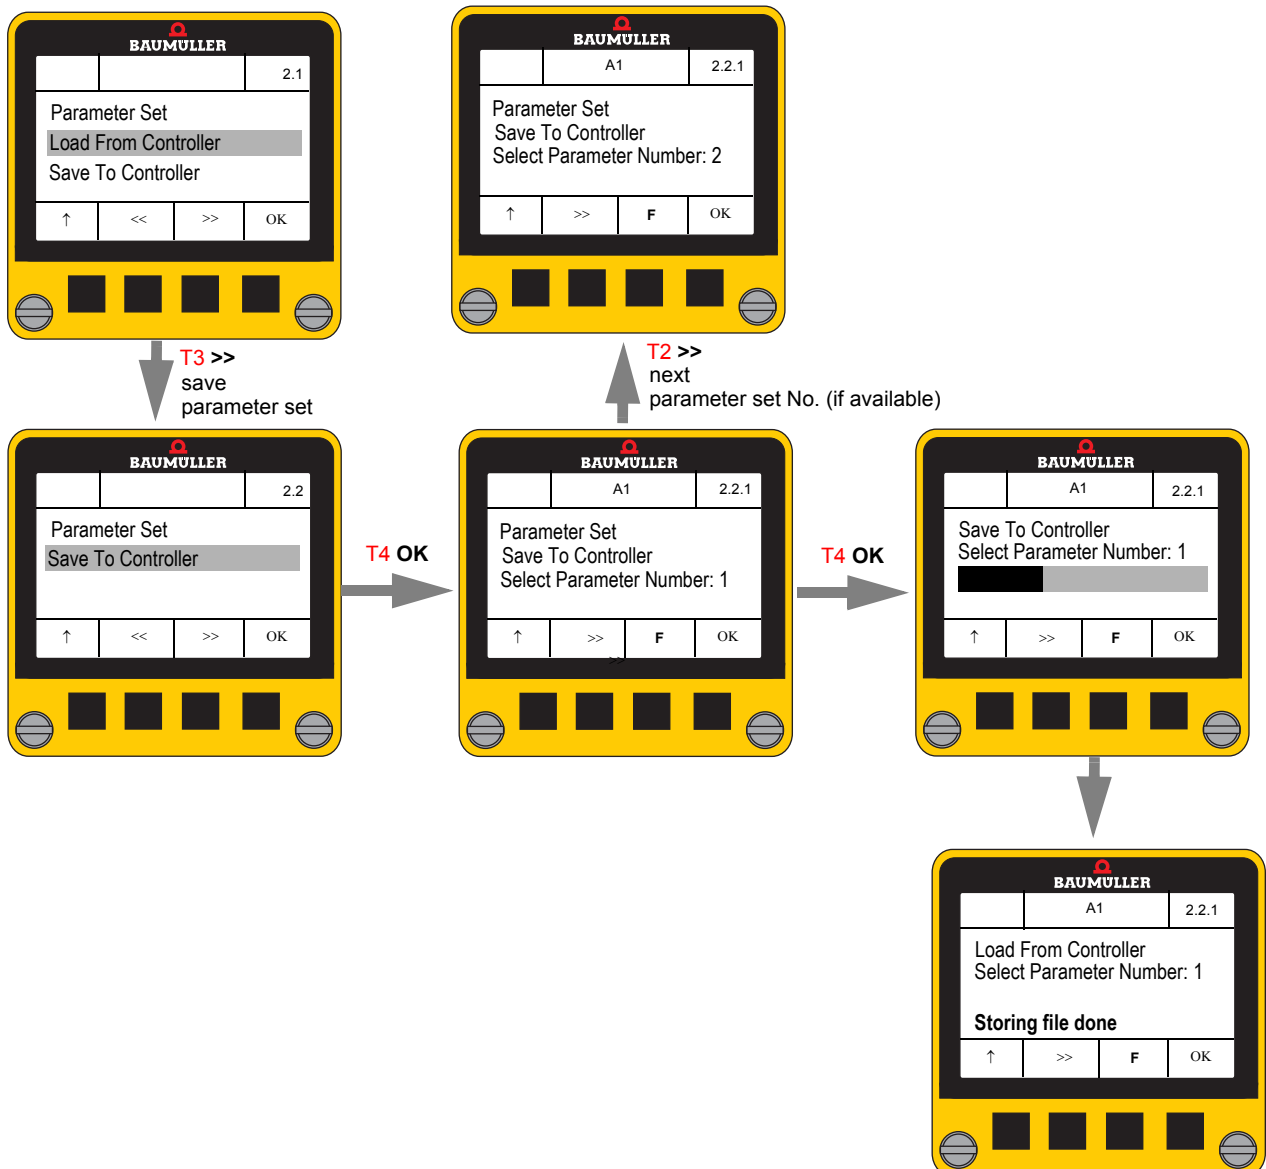 BAUMÜLLER
2.1
Parameter Set
Load From Controller
Save To Controller
↑ << >> OK
BAUMÜLLER
A1 2.2.1
Parameter Set
Save To Controller
Select Parameter Number: 2
↑ >> F OK
T3 >>
save
parameter set
T2 >>
next
parameter set No. (if available)
BAUMÜLLER
2.2
Parameter Set
Save To Controller
↑ << >> OK
T4 OK
BAUMÜLLER
A1 2.2.1
Parameter Set
Save To Controller
Select Parameter Number: 1
↑ >> F OK
>>
T4 OK
BAUMÜLLER
A1 2.2.1
Save To Controller
Select Parameter Number: 1
↑ >> F OK
BAUMÜLLER
A1 2.2.1
Load From Controller
Select Parameter Number: 1
Storing file done
↑ >> F OK